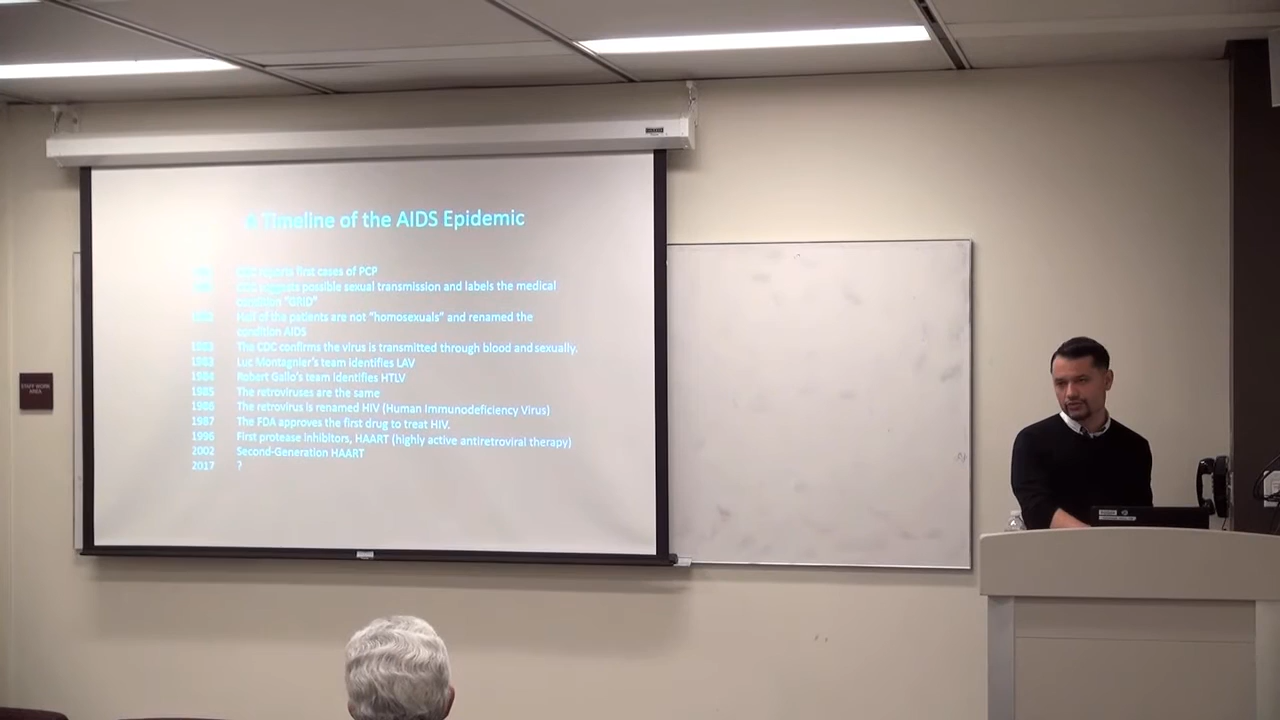 A Timeline of the AIDS Epidemic
reports first cases of PCP
CDC suggests possible sexual transmission and labels the medical
condition "GRID"
1982 Half of the patients are not "homosexuals" and renamed the
condition AIDS
1983 The CDC confirms the virus is transmitted through blood and sexually.
1983 Luc Montagnier's team identifies LAV
1984 Robert Gallo's team identifies HTLV
1985 The retroviruses are the same
1986 The retrovirus is renamed HIV (Human Immunodeficiency Virus)
1987 The FDA approves the first drug to treat HIV.
1996 First protease inhibitors, HAART (highly active antiretroviral therapy)
2002 Second-Generation HAART
2017 ?
STAFF WORK
AREA